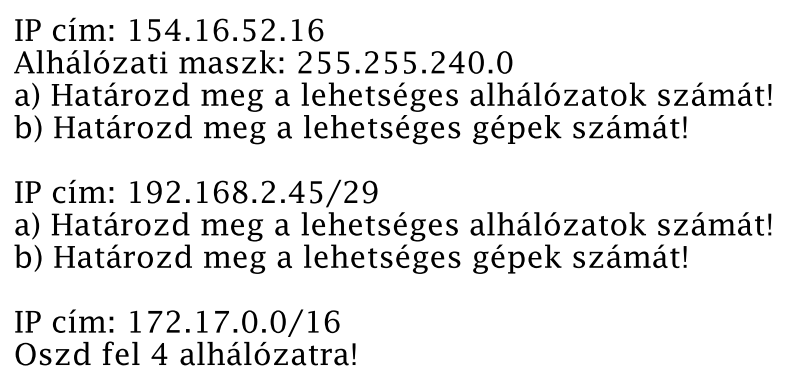 IP cím: 154.16.52.16
Alhálózati maszk: 255.255.240.0
a) Határozd meg a lehetséges alhálózatok számát!
b) Határozd meg a lehetséges gépek számát!
IP cím: 192.168.2.45/29
a) Határozd meg a lehetséges alhálózatok számát!
b) Határozd meg a lehetséges gépek számát!
IP cím: 172.17.0.0/16
Oszd fel 4 alhálózatra!